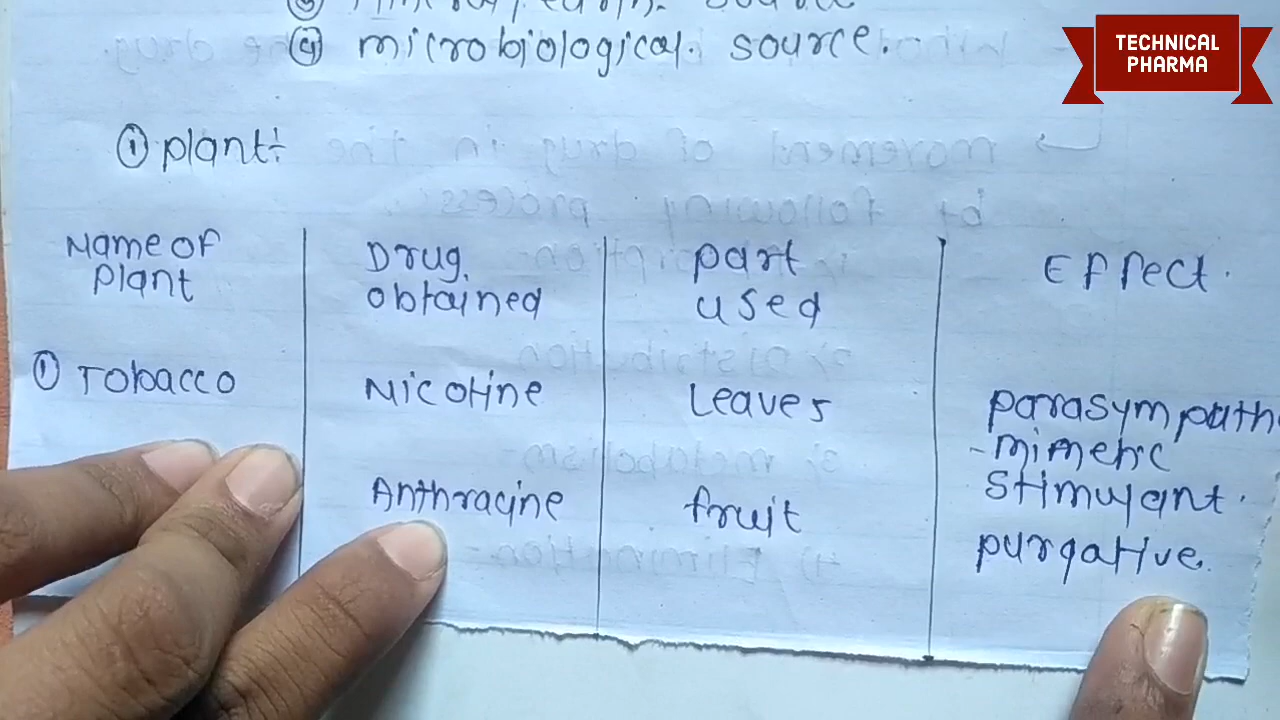 ④ microbiological. source.
TECHNICAL
PHARMA
① plant:
Name of
plant
Drug
obtained
part
used
Effect.
① Tobacco
Nicotine
Leaves
parasympath
-mimetic
stimulant.
Anthracine
fruit
purgative.